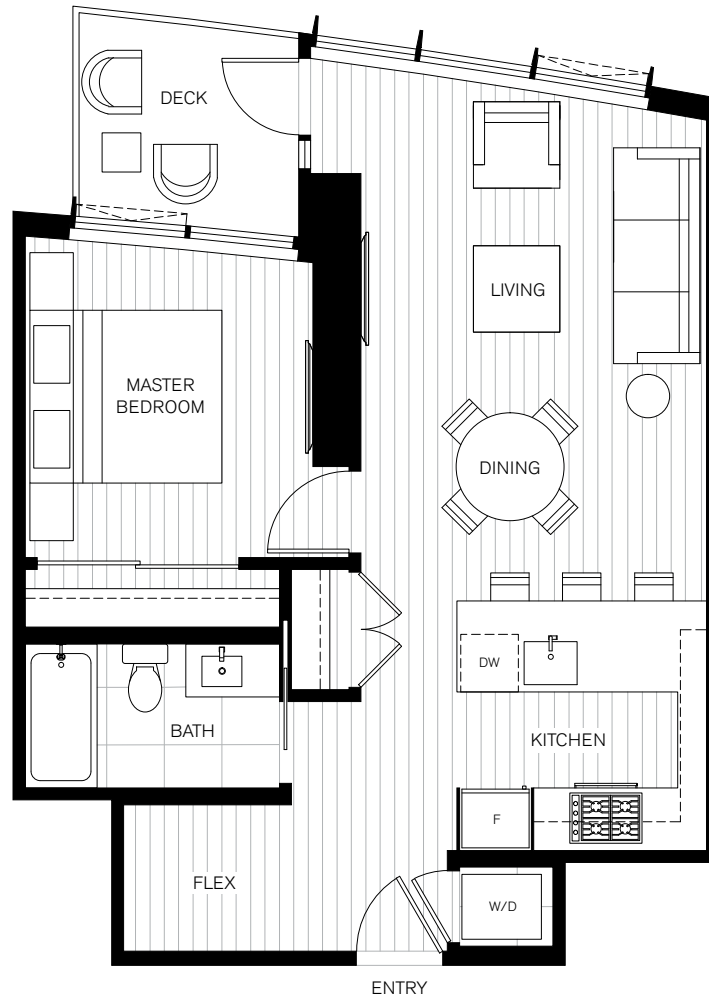 DECK
LIVING
MASTER
BEDROOM
DINING
DW
BATH
KITCHEN
F
FLEX
W/D
ENTRY